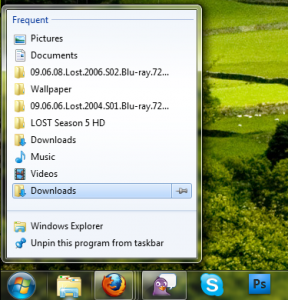 Frequent
Pictures
Documents
09.06.08.Lost.2006.S02.Blu-ray.72...
Wallpaper
09.06.06.Lost.2004.S01.Blu-ray.72...
LOST Season 5 HD
Downloads
Music
Videos
Downloads
Windows Explorer
Unpin this program from taskbar
S
Ps